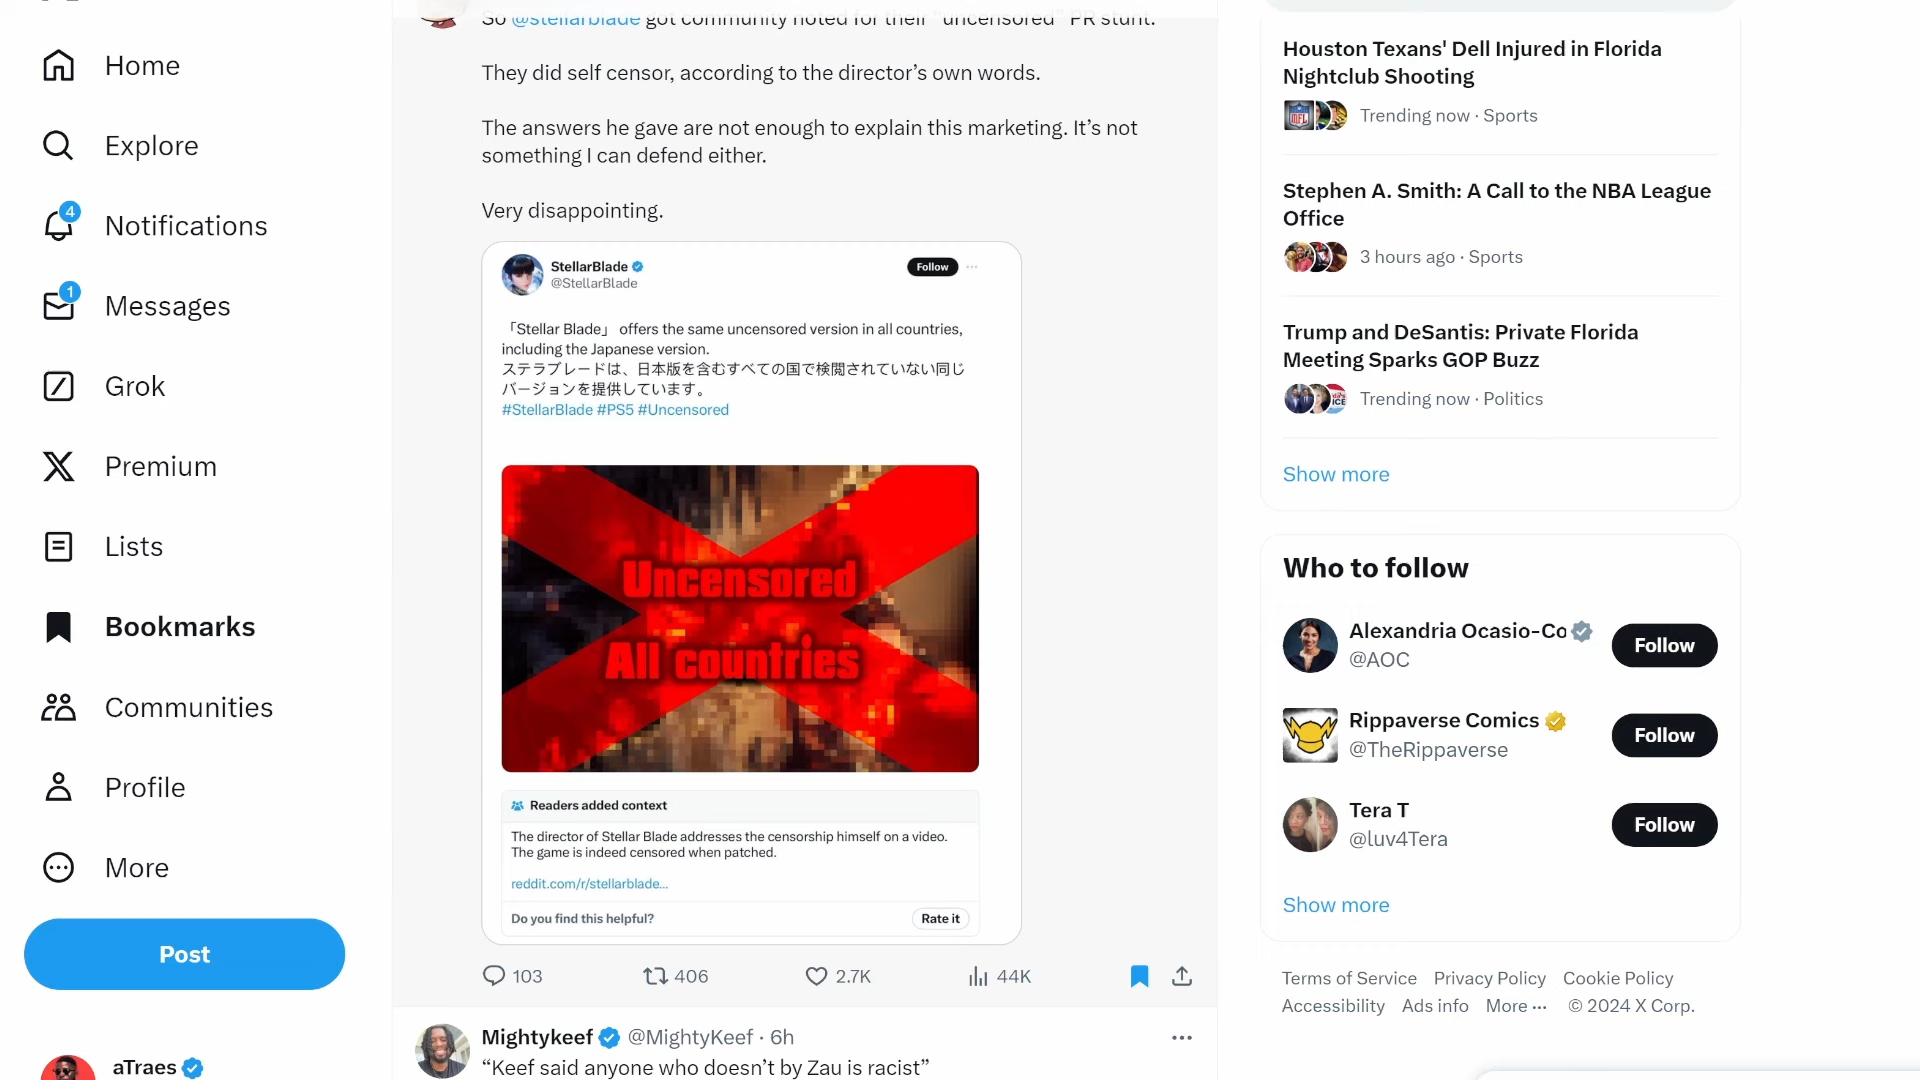 Home
Explore
4
Notifications
1
Messages
Grok
Premium
Lists
Bookmarks
Communities
Profile
More
Post
aTraes
So @stellarblade got community noted for their “uncensored” PR stunt.
They did self censor, according to the director’s own words.
The answers he gave are not enough to explain this marketing. It’s not
something I can defend either.
Very disappointing.
StellarBlade
@StellarBlade
Follow
「Stellar Blade」 offers the same uncensored version in all countries,
including the Japanese version.
ステラブレードは、日本版を含むすべての国で検閲されていない同じ
バージョンを提供しています。
#StellarBlade #PS5 #Uncensored
Uncensored
All countries
Readers added context
The director of Stellar Blade addresses the censorship himself on a video.
The game is indeed censored when patched.
reddit.com/r/stellarblade...
Do you find this helpful?
Rate it
103
406
2.7K
44K
Mightykeef @MightyKeef · 6h
“Keef said anyone who doesn’t by Zau is racist”
Houston Texans' Dell Injured in Florida
Nightclub Shooting
Trending now · Sports
Stephen A. Smith: A Call to the NBA League
Office
3 hours ago · Sports
Trump and DeSantis: Private Florida
Meeting Sparks GOP Buzz
Trending now · Politics
Show more
Who to follow
Alexandria Ocasio-Co
@AOC
Follow
Rippaverse Comics
@TheRippaverse
Follow
Tera T
@luv4Tera
Follow
Show more
Terms of Service Privacy Policy Cookie Policy
Accessibility Ads info More ··· © 2024 X Corp.